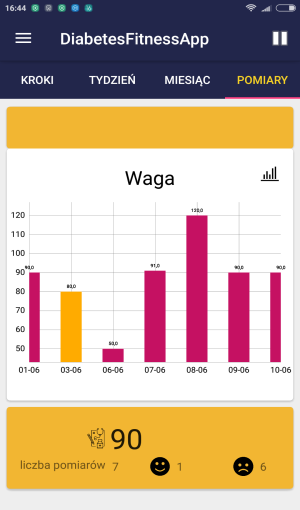 16:44
DiabetesFitnessApp
KROKI TYDZIEŃ MIESIĄC POMIARY
Waga
120
110
100
90
80
70
60
50
90,0 80,0 50,0 91,0 120,0 90,0 90,0
01-06 03-06 06-06 07-06 08-06 09-06 10-06
90
liczba pomiarów 7 1 6